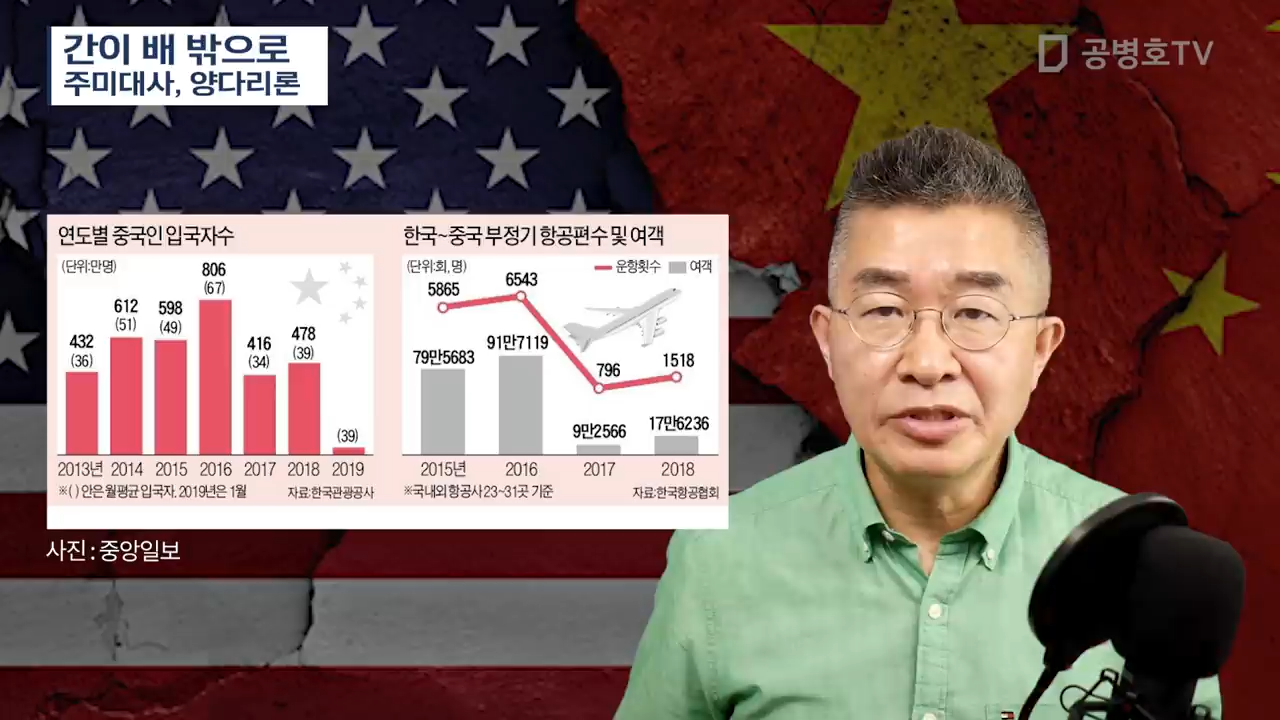 간이 배 밖으로
주미대사, 양다리론
공병호TV
연도별 중국인 입국자수
(단위:만명)
432
(36)
612
(51)
598
(49)
806
(67)
416
(34)
478
(39)
(39)
2013년 2014 2015 2016 2017 2018 2019
※( ) 안은 월평균 입국자. 2019년은 1월
자료:한국관광공사
한국~중국 부정기 항공편수 및 여객
(단위:회, 명)
운항횟수 여객
5865
6543
796
1518
79만5683
91만7119
9만2566
17만6236
2015년 2016 2017 2018
※국내외 항공사 23~31곳 기준
자료:한국항공협회
사진 : 중앙일보